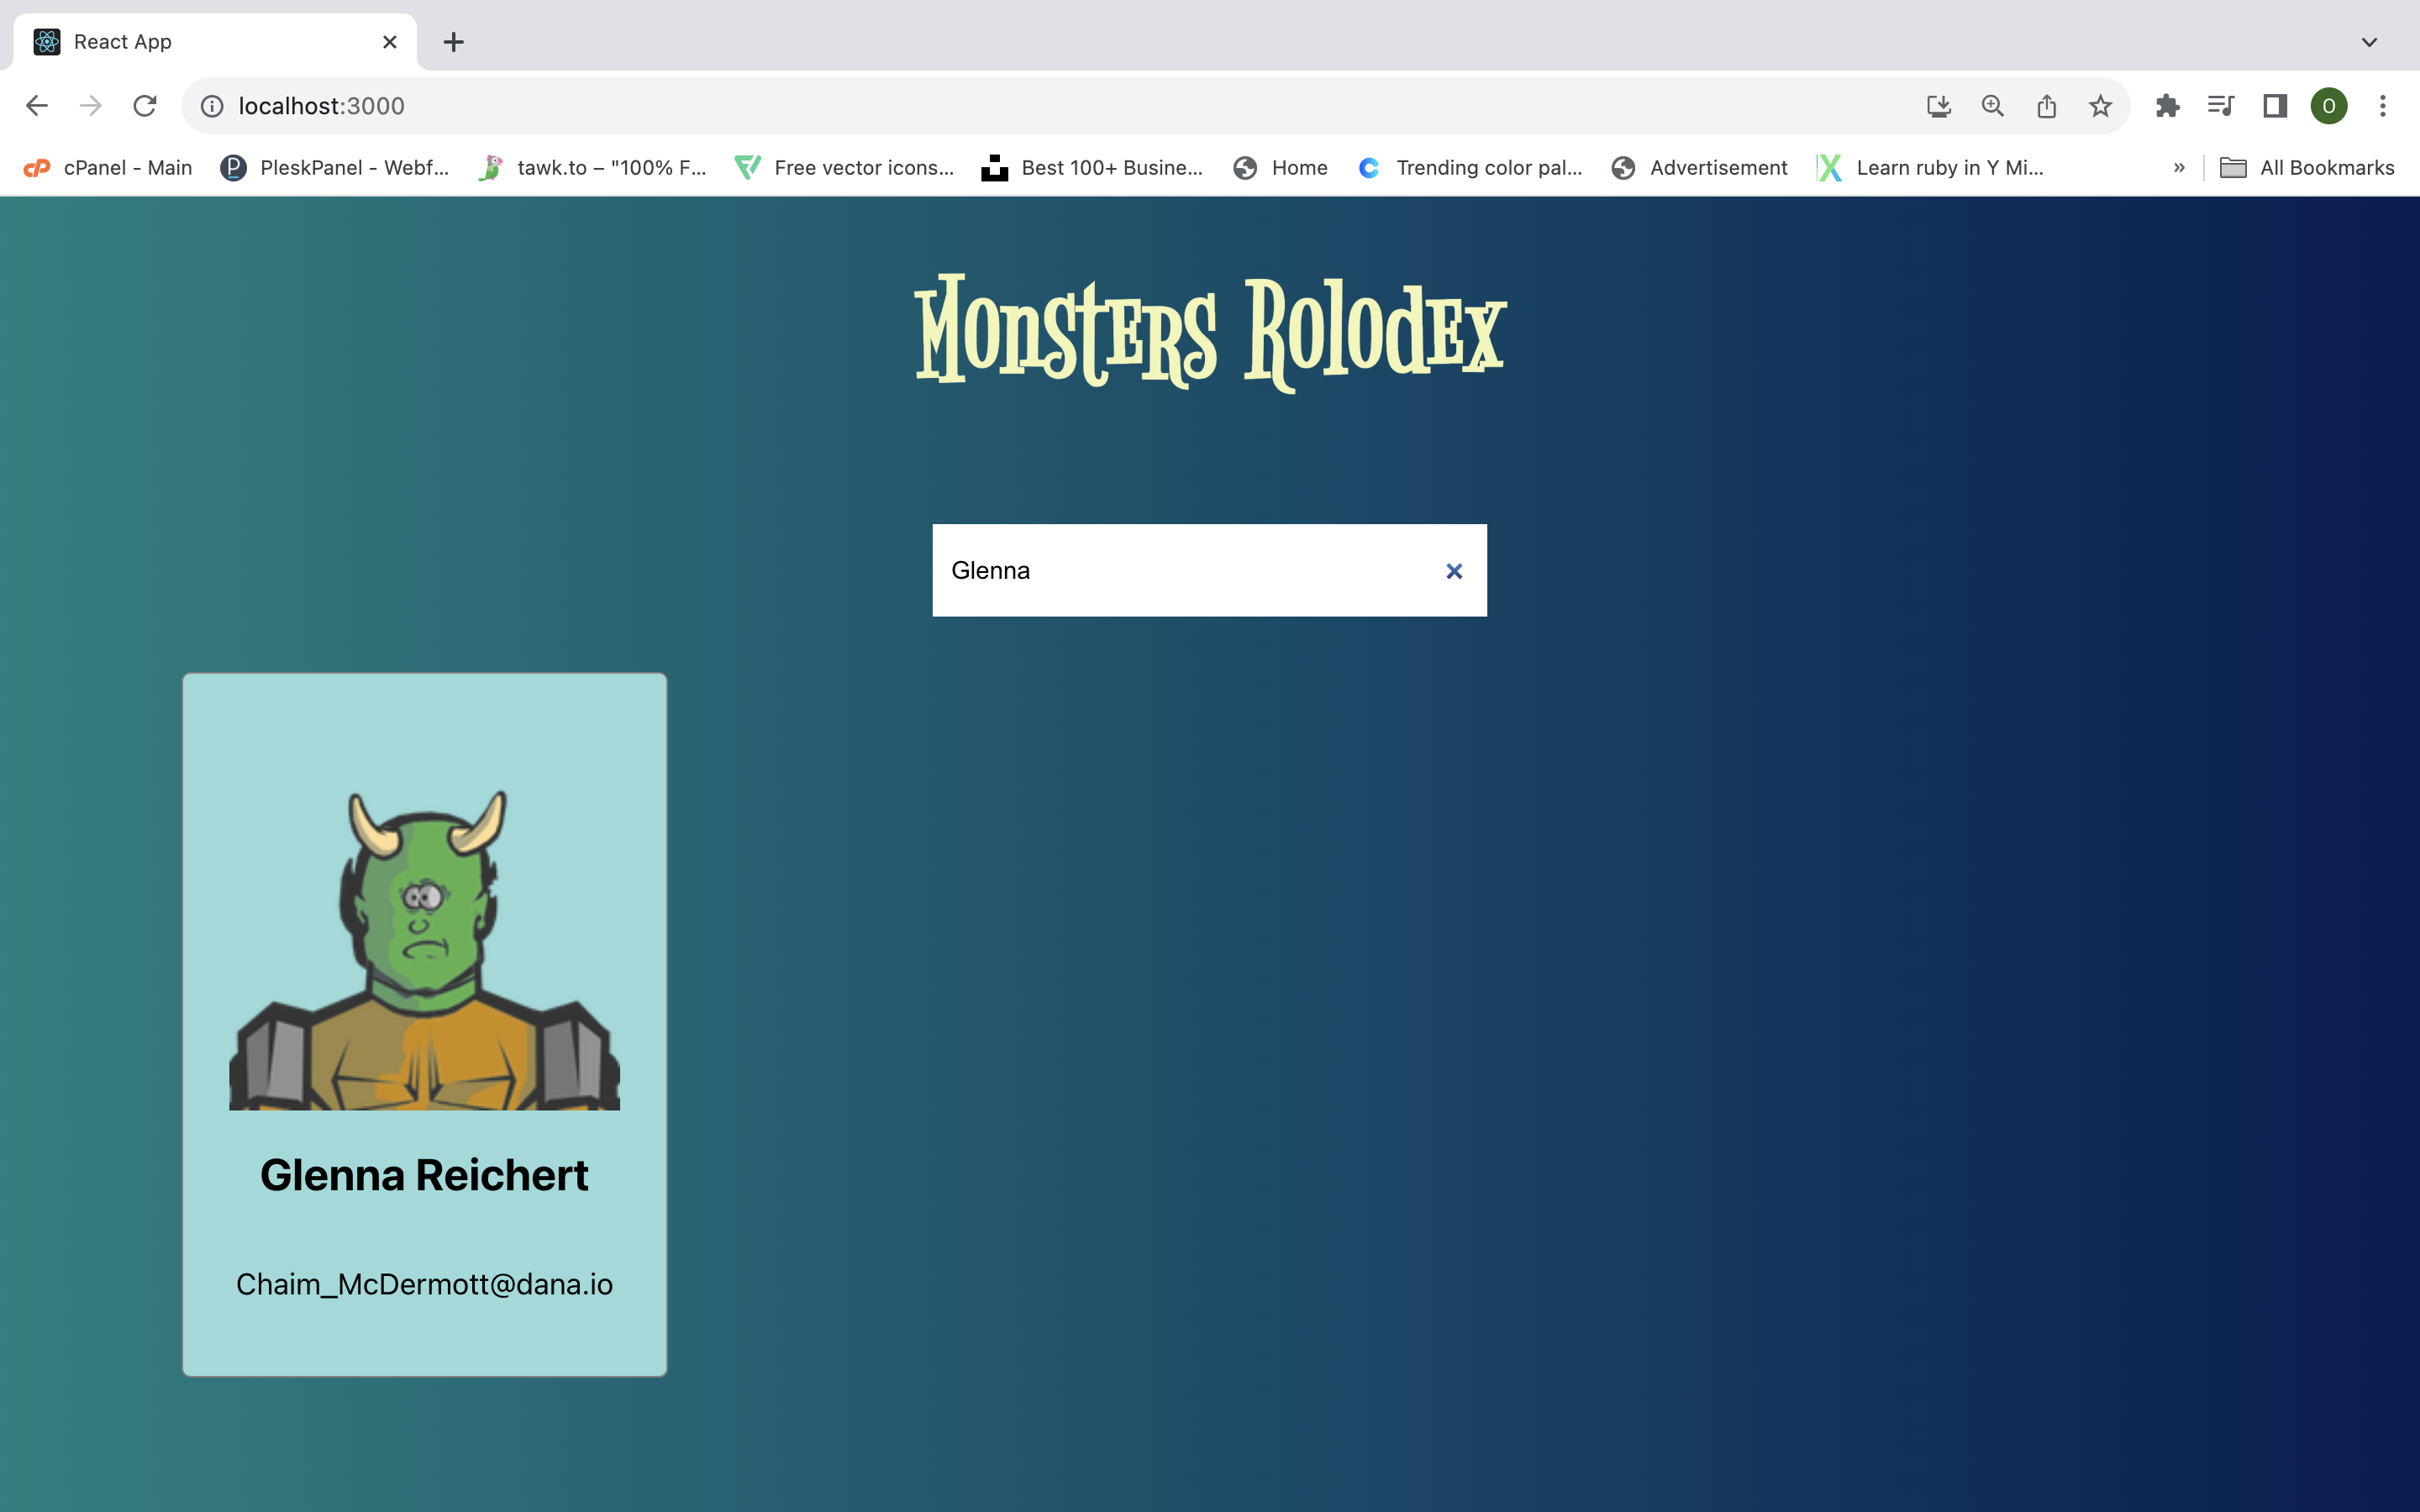 React App
localhost:3000
O
cPanel - Main
PleskPanel - Webf...
tawk.to – "100% F...
Free vector icons...
Best 100+ Busine...
Home
Trending color pal...
Advertisement
Learn ruby in Y Mi...
»
All Bookmarks
Monsters Rolodex
Glenna
Glenna Reichert
Chaim_McDermott@dana.io